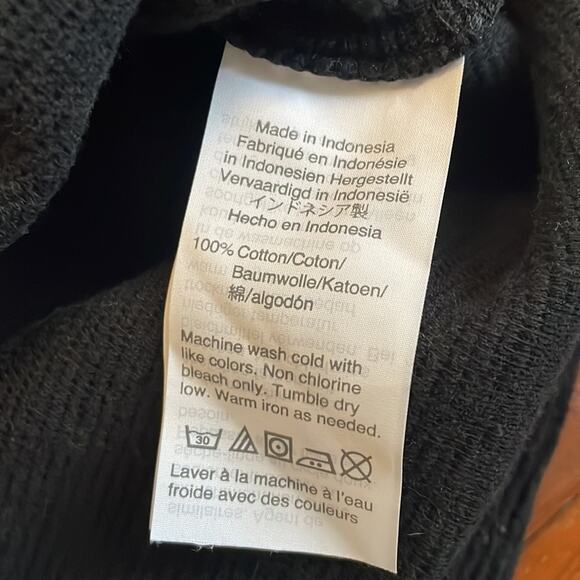 Made in Indonesia
Fabriqué en Indonésie
in Indonesien Hergestellt
Vervaardigd in Indonesië
インドネシア製
Hecho en Indonesia
100% Cotton/Coton/
Baumwolle/Katoen/
綿/algodón
Machine wash cold with
like colors. Non chlorine
bleach only. Tumble dry
low. Warm iron as needed.
30
Laver à la machine à l'eau
froide avec des couleurs